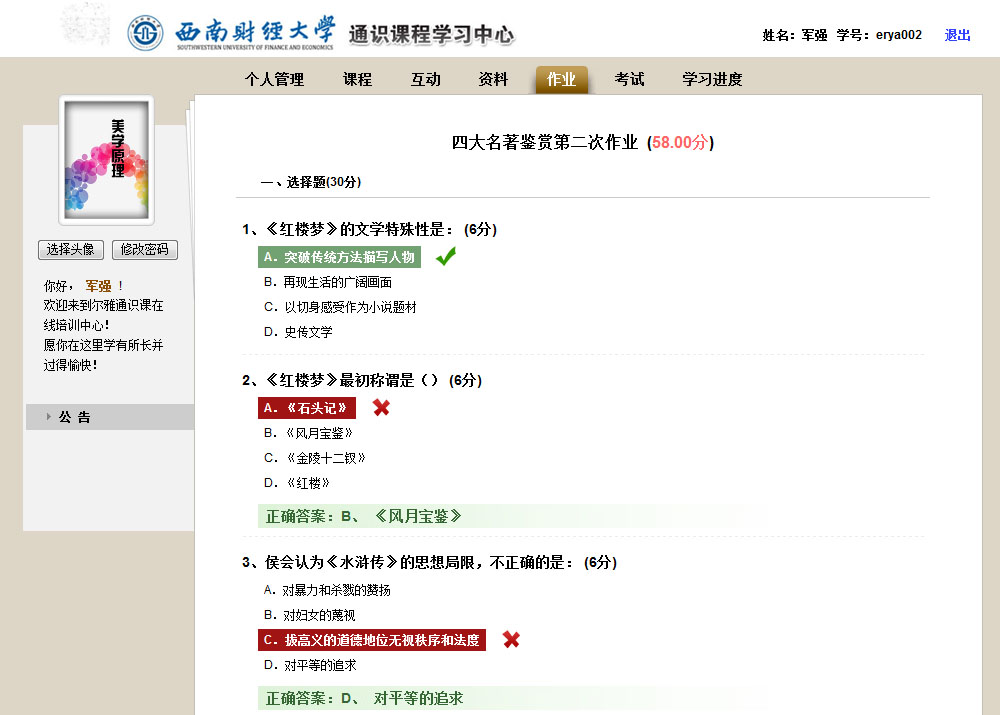 西南财经大学 通识课程学习中心
SOUTHWESTERN UNIVERSITY OF FINANCE AND ECONOMICS
姓名：军强 学号：erya002 退出
个人管理 课程 互动 资料 作业 考试 学习进度
美学原理
选择头像 修改密码
你好， 军强 ！
欢迎来到尔雅通识课在
线培训中心！
愿你在这里学有所长并
过得愉快！
公 告
四大名著鉴赏第二次作业 (58.00分)
一、选择题(30分)
1、《红楼梦》的文学特殊性是： (6分)
A．突破传统方法描写人物
B．再现生活的广阔画面
C．以切身感受作为小说题材
D．史传文学
2、《红楼梦》最初称谓是（） (6分)
A．《石头记》
B．《风月宝鉴》
C．《金陵十二钗》
D．《红楼》
正确答案：B、 《风月宝鉴》
3、侯会认为《水浒传》的思想局限，不正确的是： (6分)
A．对暴力和杀戮的赞扬
B．对妇女的蔑视
C．拔高义的道德地位无视秩序和法度
D．对平等的追求
正确答案：D、 对平等的追求